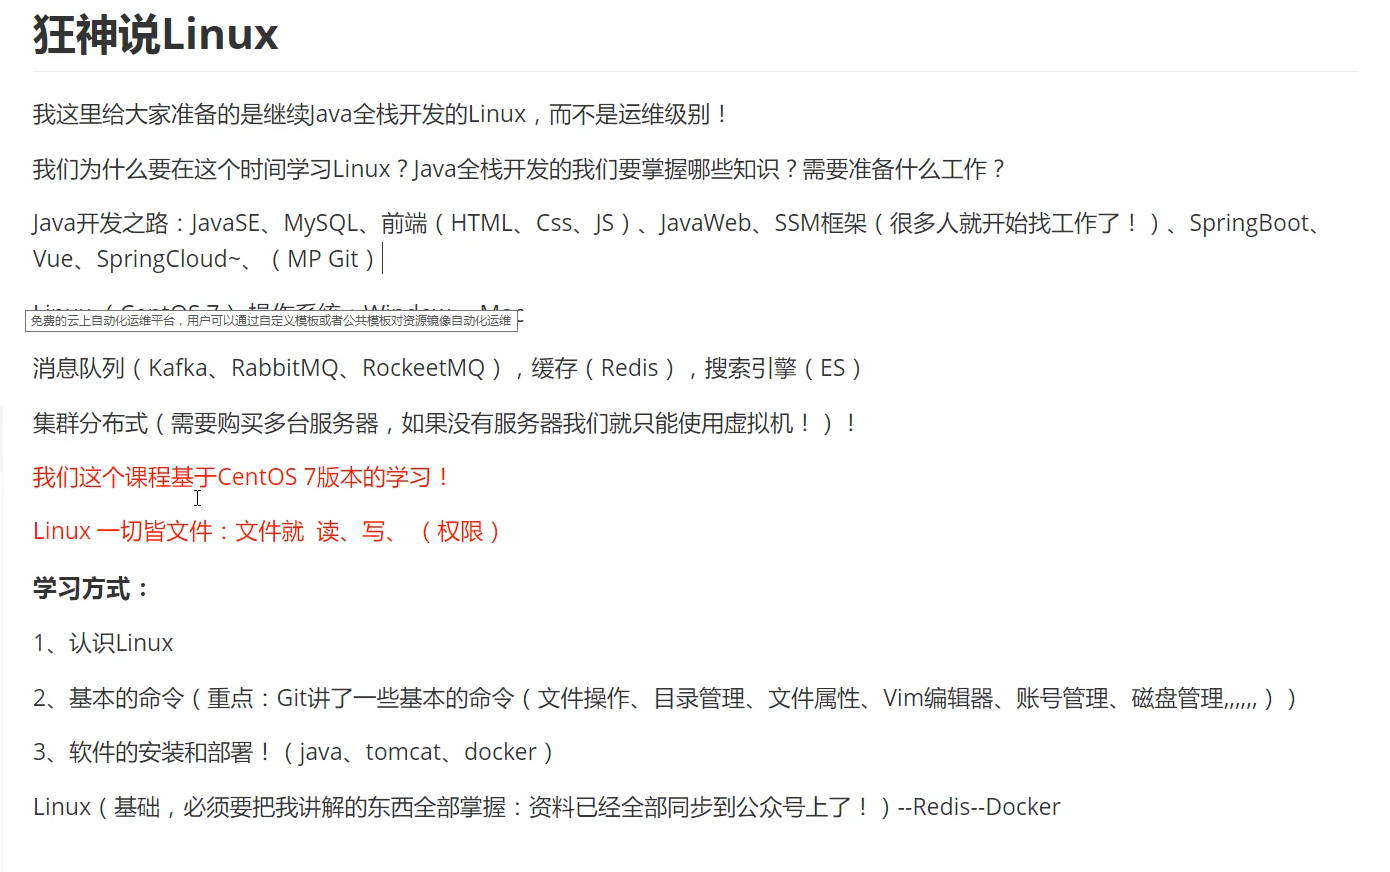 狂神说Linux
我这里给大家准备的是继续Java全栈开发的Linux，而不是运维级别！
我们为什么要在这个时间学习Linux？Java全栈开发的我们要掌握哪些知识？需要准备什么工作？
Java开发之路：JavaSE、MySQL、前端（HTML、Css、JS）、JavaWeb、SSM框架（很多人就开始找工作了！）、SpringBoot、
Vue、SpringCloud~、（MP Git）
Linux（CentOS 7）操作系统：Window、Mac
免费的云上自动化运维平台，用户可以通过自定义模板或者公共模板对资源镜像自动化运维
消息队列（Kafka、RabbitMQ、RockeetMQ），缓存（Redis），搜索引擎（ES）
集群分布式（需要购买多台服务器，如果没有服务器我们就只能使用虚拟机！）！
我们这个课程基于CentOS 7版本的学习！
Linux 一切皆文件：文件就 读、写、（权限）
学习方式：
1、认识Linux
2、基本的命令（重点：Git讲了一些基本的命令（文件操作、目录管理、文件属性、Vim编辑器、账号管理、磁盘管理,,,,,,））
3、软件的安装和部署！（java、tomcat、docker）
Linux（基础，必须要把我讲解的东西全部掌握：资料已经全部同步到公众号上了！）--Redis--Docker